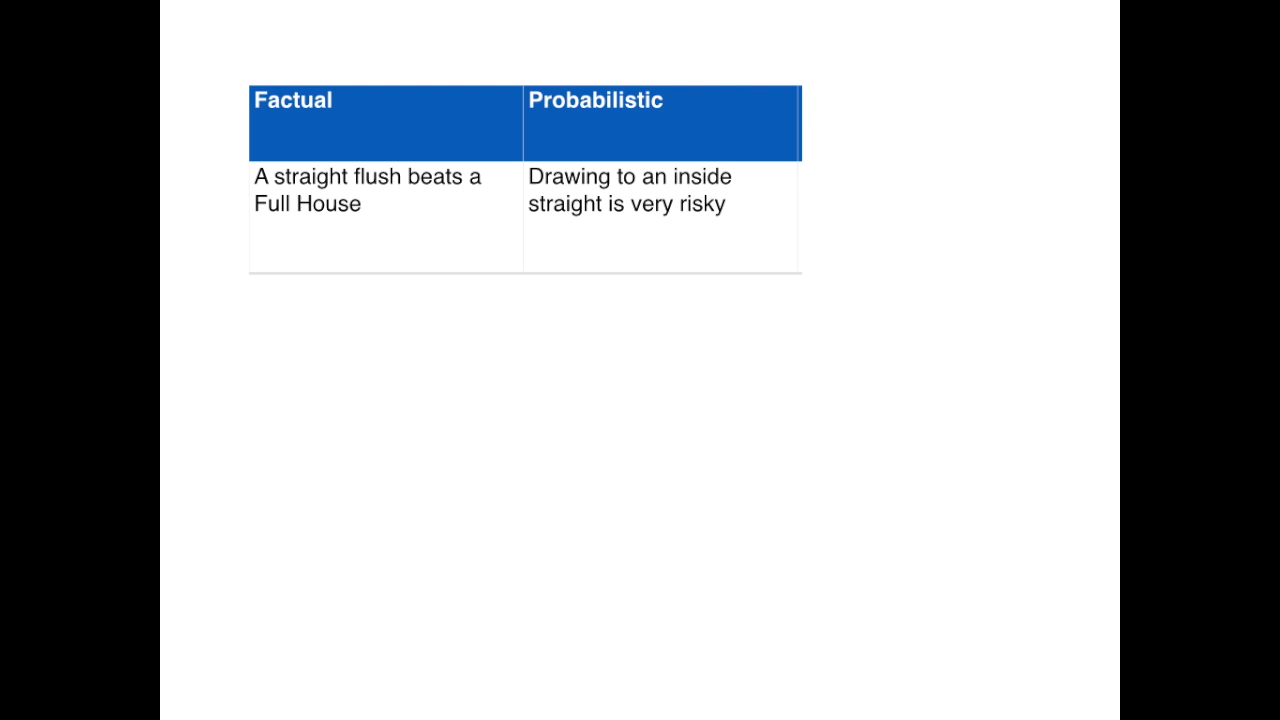 Factual
Probabilistic
A straight flush beats a
Full House
Drawing to an inside
straight is very risky